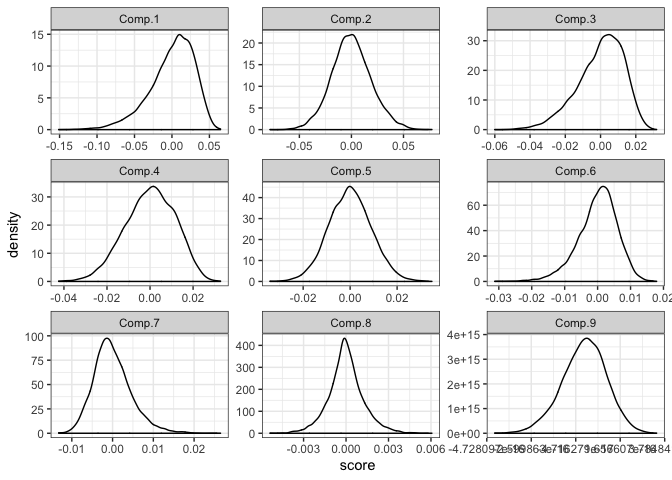 Comp.1
Comp.2
Comp.3
15
10
5
0
20
15
10
5
0
30
20
10
0
-0.15 -0.10 -0.05 0.00 0.05
-0.05 0.00 0.05
-0.06 -0.04 -0.02 0.00 0.02
Comp.4
Comp.5
Comp.6
30
20
10
0
40
30
20
10
0
60
40
20
0
-0.04 -0.02 0.00 0.02
-0.02 0.00 0.02
-0.03 -0.02 -0.01 0.00 0.01 0.02
density
Comp.7
Comp.8
Comp.9
100
75
50
25
0
400
300
200
100
0
4e+15
3e+15
2e+15
1e+15
0e+00
-0.01 0.00 0.01 0.02
-0.003 0.000 0.003 0.006
score